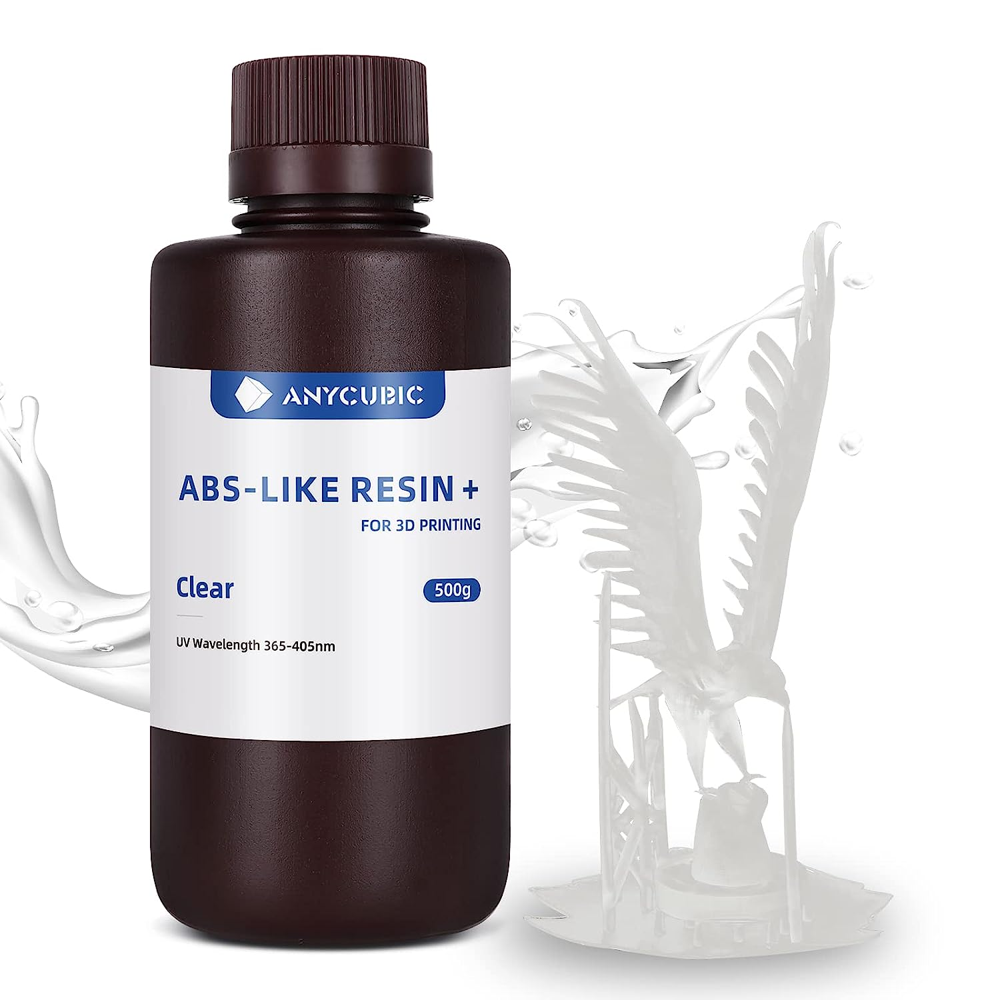 ANYCUBIC
ABS-LIKE RESIN +
FOR 3D PRINTING
Clear
500g
UV Wavelength 365-405nm